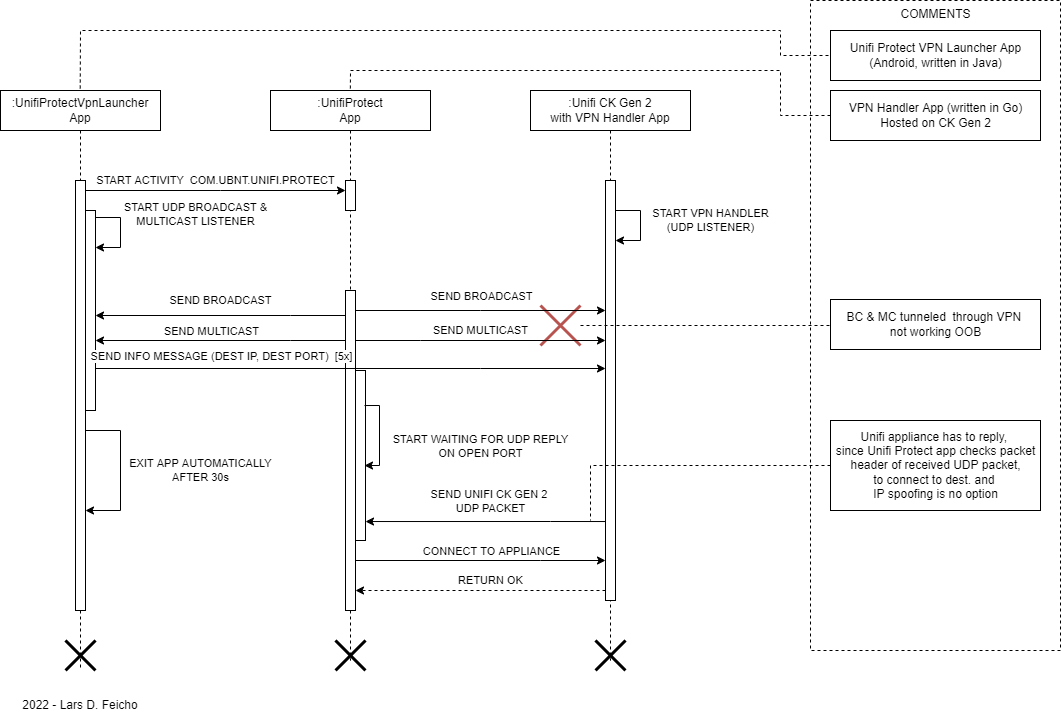 COMMENTS
Unifi Protect VPN Launcher App
(Android, written in Java)
:UnifiProtectVpnLauncher
App
:UnifiProtect
App
:Unifi CK Gen 2
with VPN Handler App
VPN Handler App (written in Go)
Hosted on CK Gen 2
START ACTIVITY  COM.UBNT.UNIFI.PROTECT
START UDP BROADCAST &
MULTICAST LISTENER
START VPN HANDLER
(UDP LISTENER)
SEND BROADCAST
SEND BROADCAST
SEND MULTICAST
SEND MULTICAST
BC & MC tunneled  through VPN
not working OOB
SEND INFO MESSAGE (DEST IP, DEST PORT)  [5x]
START WAITING FOR UDP REPLY
ON OPEN PORT
Unifi appliance has to reply,
since Unifi Protect app checks packet
header of received UDP packet,
to connect to dest. and
IP spoofing is no option
EXIT APP AUTOMATICALLY
AFTER 30s
SEND UNIFI CK GEN 2
UDP PACKET
CONNECT TO APPLIANCE
RETURN OK
2022 - Lars D. Feicho